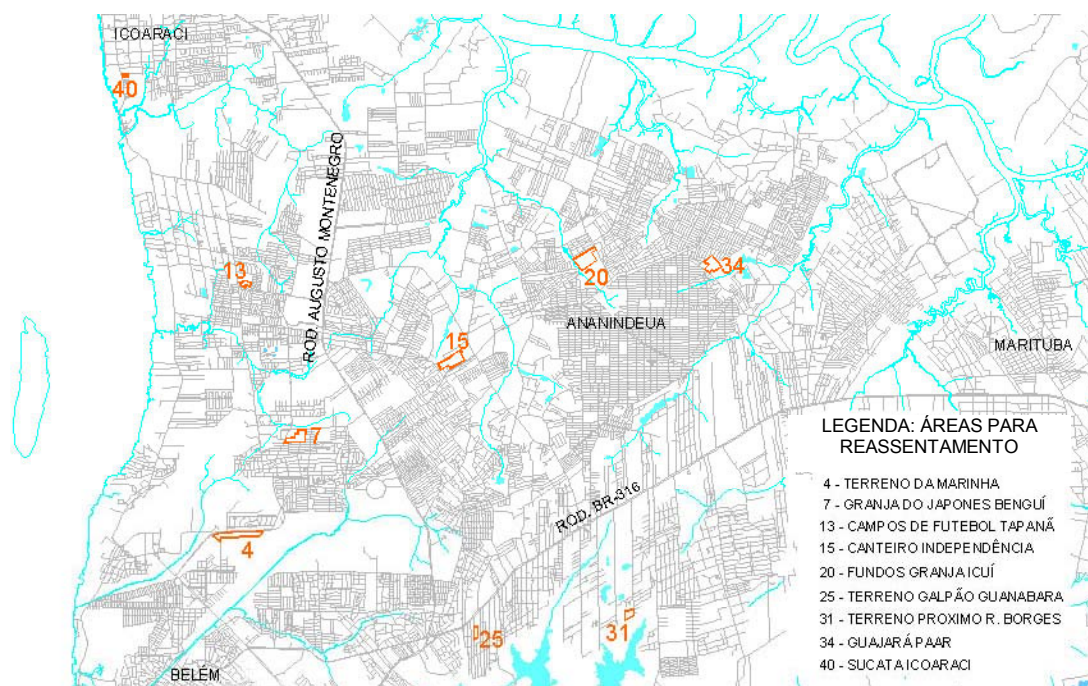 ICOARACI
40
ROD. AUGUSTO MONTENEGRO
13
20
34
ANANINDEUA
15
MARITUBA
7
ROD. BR-316
4
25
31
BELÉM
LEGENDA: ÁREAS PARA
REASSENTAMENTO
4 - TERRENO DA MARINHA
7 - GRANJA DO JAPONES BENGUÍ
13 - CAMPOS DE FUTEBOL TAPANÃ
15 - CANTEIRO INDEPENDÊNCIA
20 - FUNDOS GRANJA ICUÍ
25 - TERRENO GALPÃO GUANABARA
31 - TERRENO PROXIMO R. BORGES
34 - GUAJARÁ PAAR
40 - SUCATA ICOARACI